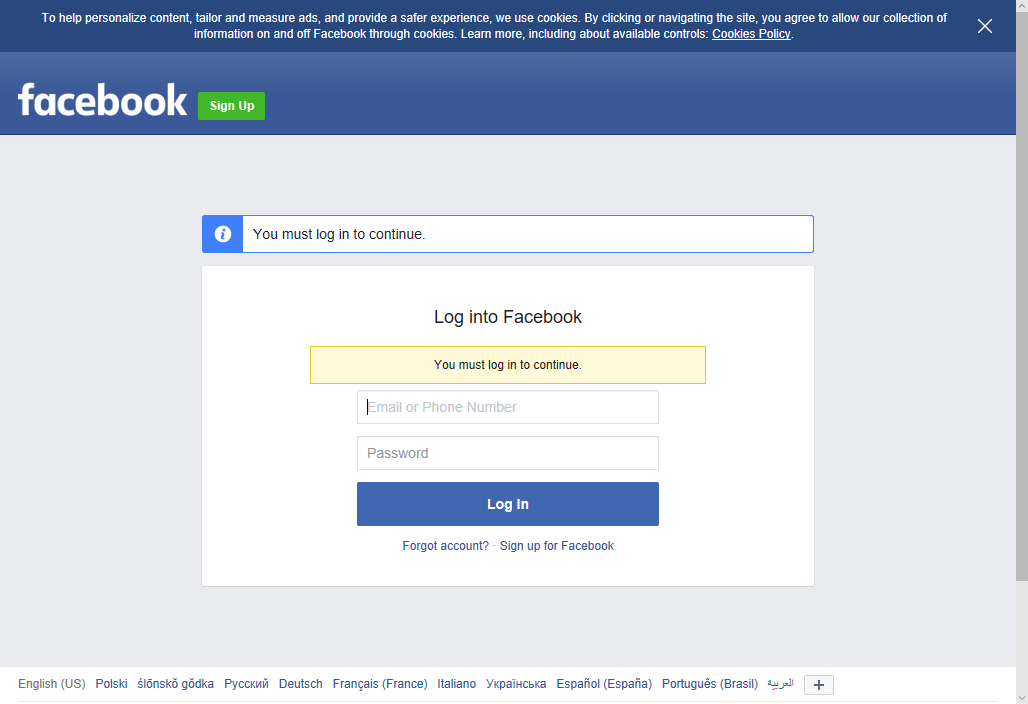 To help personalize content, tailor and measure ads, and provide a safer experience, we use cookies. By clicking or navigating the site, you agree to allow our collection of
information on and off Facebook through cookies. Learn more, including about available controls: Cookies Policy.
facebook
Sign Up
You must log in to continue.
Log into Facebook
You must log in to continue.
Email or Phone Number
Password
Log In
Forgot account? · Sign up for Facebook
English (US) Polski ślōnskŏ gŏdka Русский Deutsch Français (France) Italiano Українська Español (España) Português (Brasil) العربية